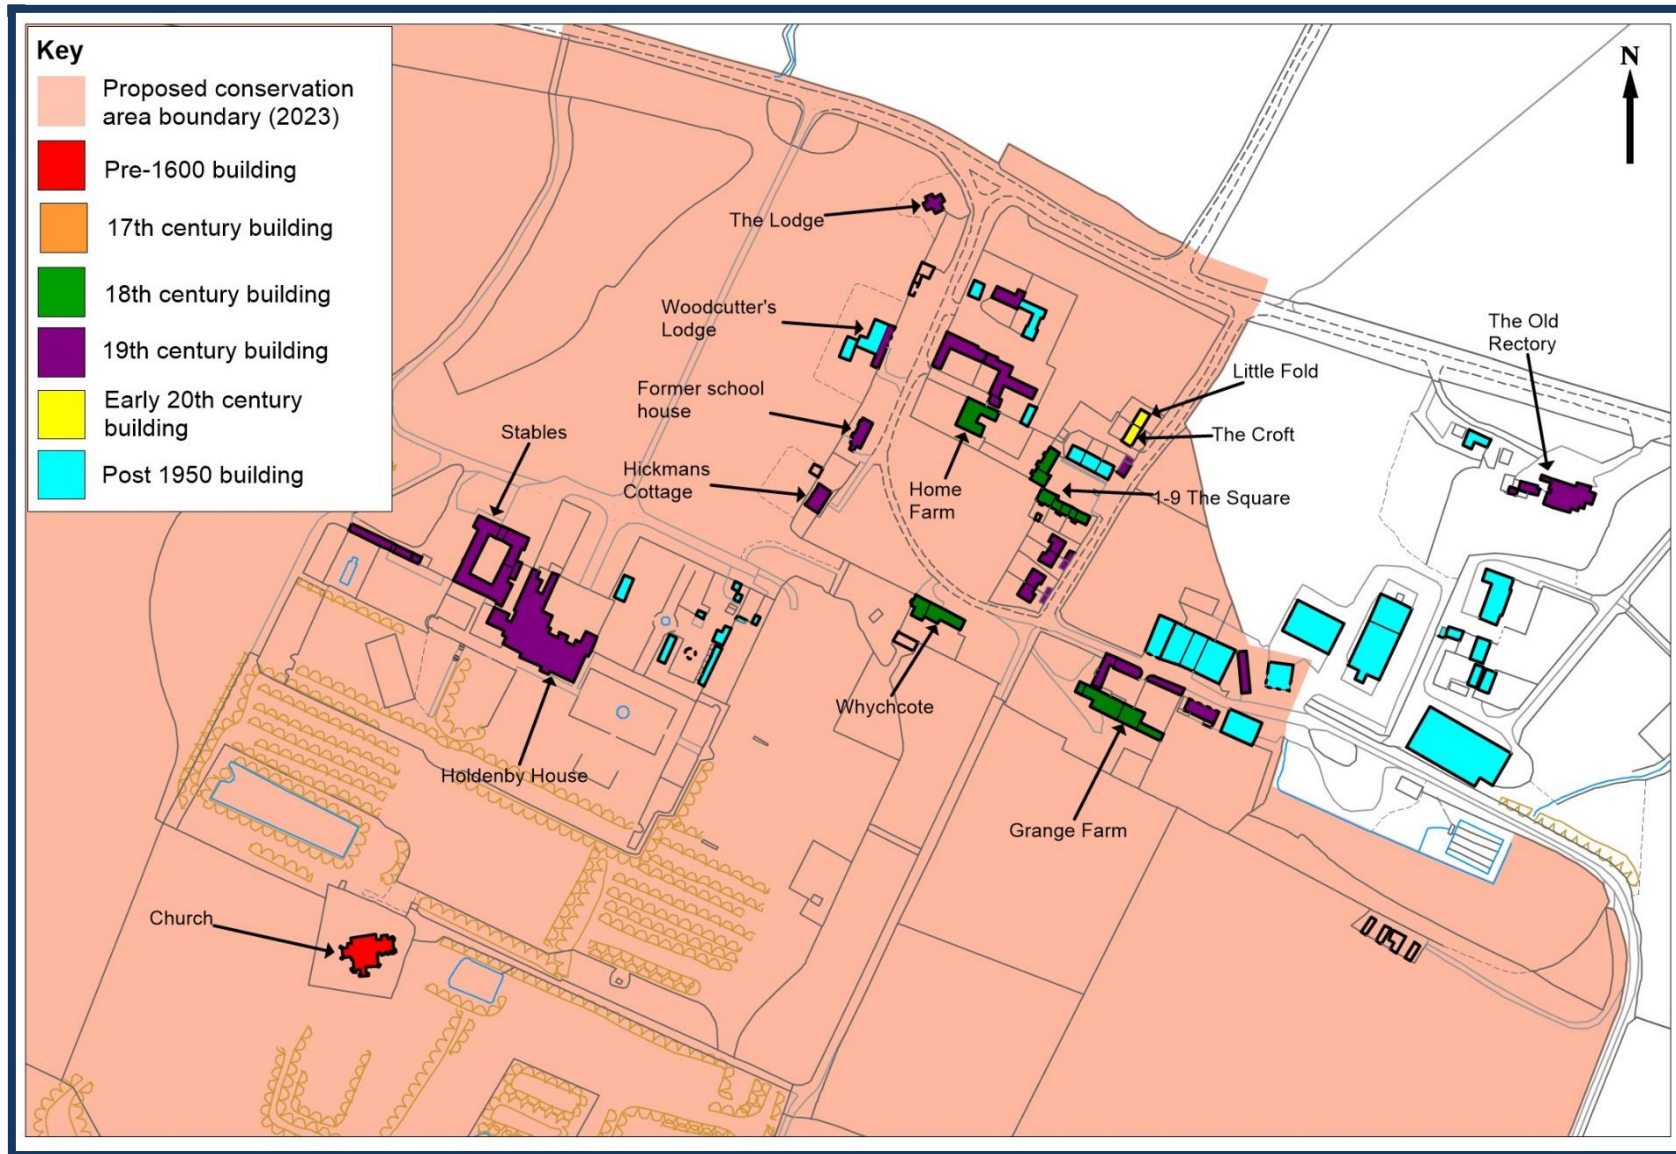 Key
Proposed conservation
area boundary (2023)
Pre-1600 building
17th century building
18th century building
19th century building
Early 20th century
building
Post 1950 building
N
The Lodge
Woodcutter's
Lodge
The Old
Rectory
Little Fold
Former school
house
The Croft
Stables
Hickmans
Cottage
Home
Farm
1-9 The Square
Whychcote
Holdenby House
Grange Farm
Church